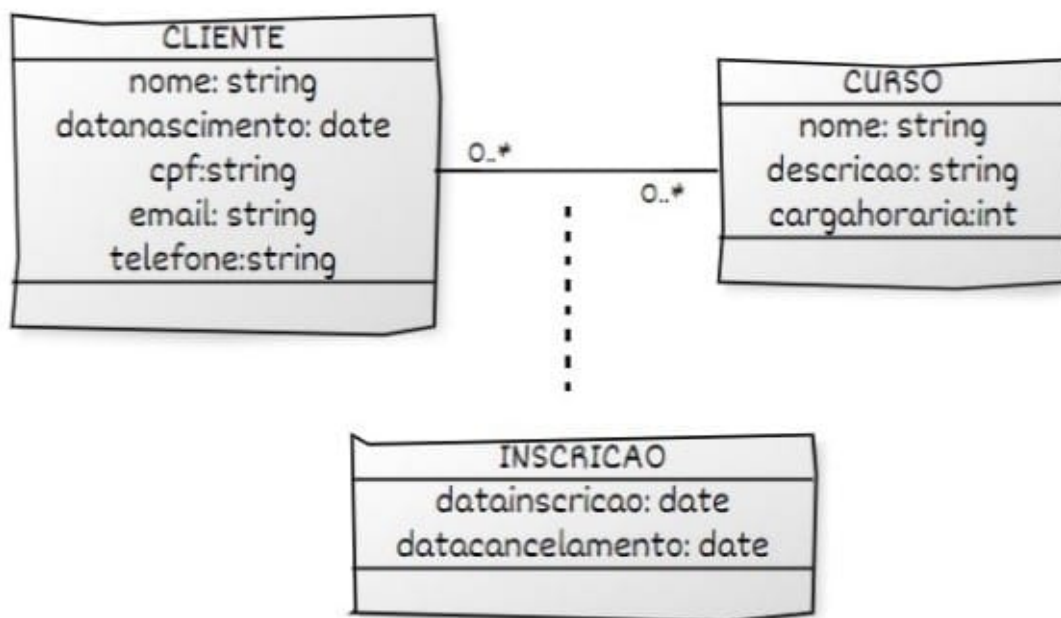 CLIENTE
nome: string
datanascimento: date
cpf:string
email: string
telefone:string
0..*
0..*
CURSO
nome: string
descricao: string
cargahoraria:int
INSCRICAO
datainscricao: date
datacancelamento: date